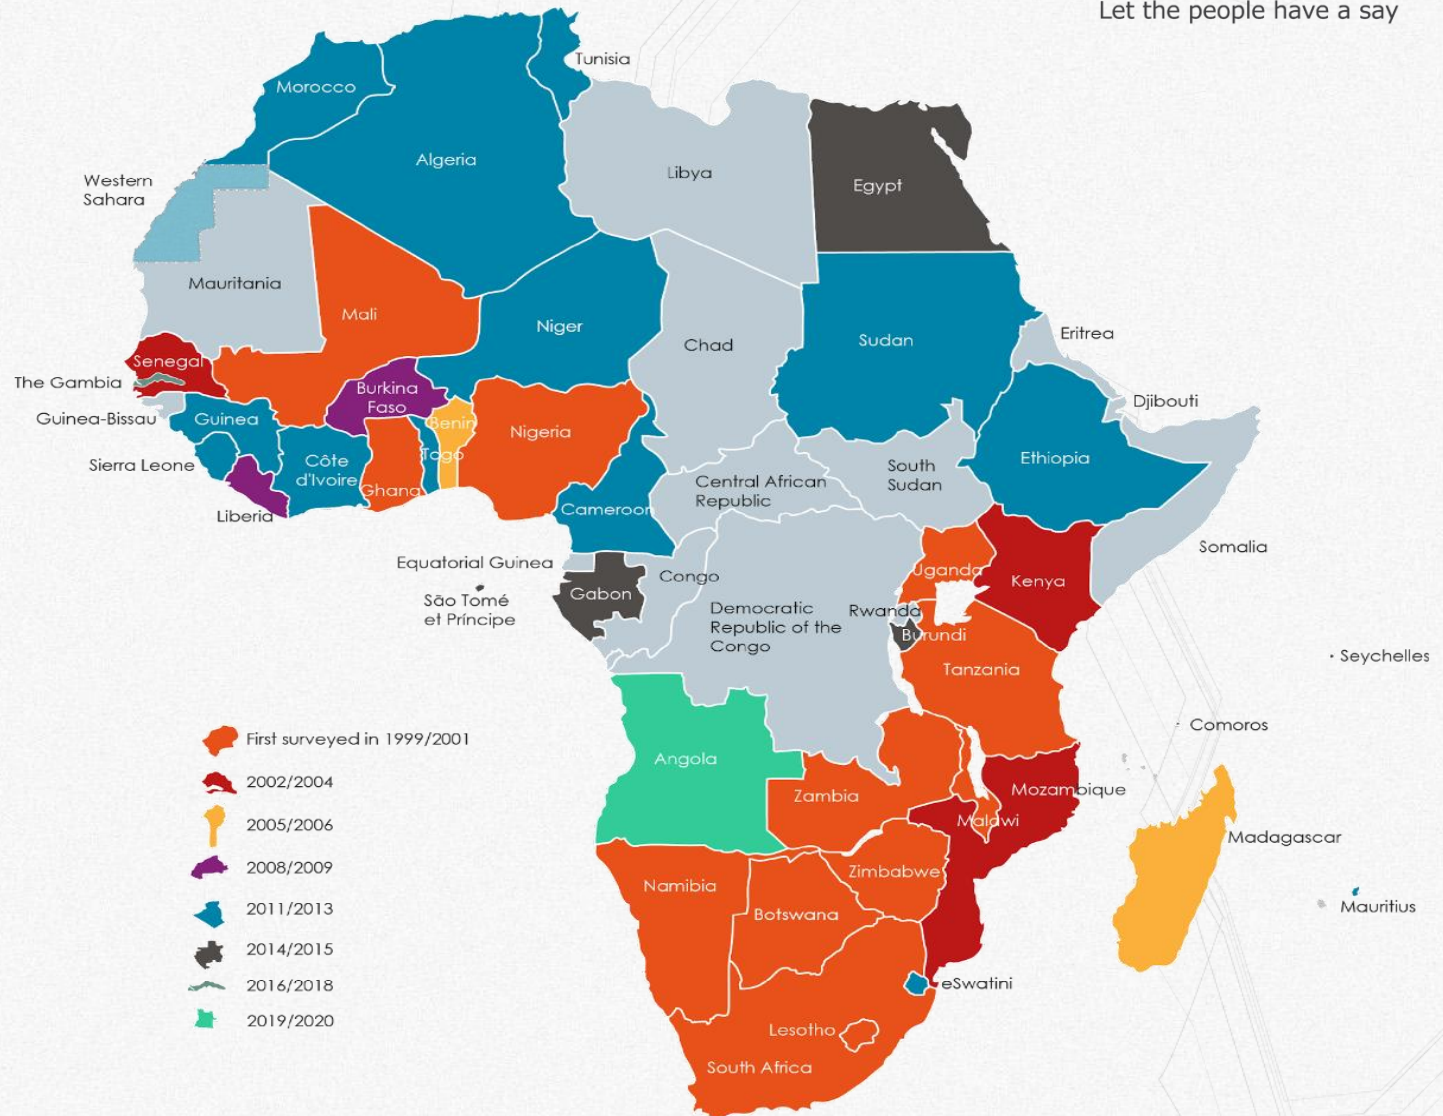 Let the people have a say
Tunisia
Morocco
Algeria
Libya
Egypt
Western
Sahara
Mauritania
Mali
Niger
Chad
Sudan
Eritrea
Senegal
The Gambia
Burkina
Faso
Djibouti
Guinea-Bissau
Guinea
Benin
Nigeria
Togo
Sierra Leone
Côte
d'Ivoire
Ghana
Central African
Republic
South
Sudan
Ethiopia
Liberia
Cameroon
Somalia
Equatorial Guinea
Congo
Uganda
Kenya
São Tomé
et Príncipe
Gabon
Democratic
Republic of the
Congo
Rwanda
Burundi
Tanzania
Seychelles
Comoros
Angola
Zambia
Mozambique
Malawi
Madagascar
Zimbabwe
Namibia
Botswana
Mauritius
eSwatini
Lesotho
South Africa
First surveyed in 1999/2001
2002/2004
2005/2006
2008/2009
2011/2013
2014/2015
2016/2018
2019/2020